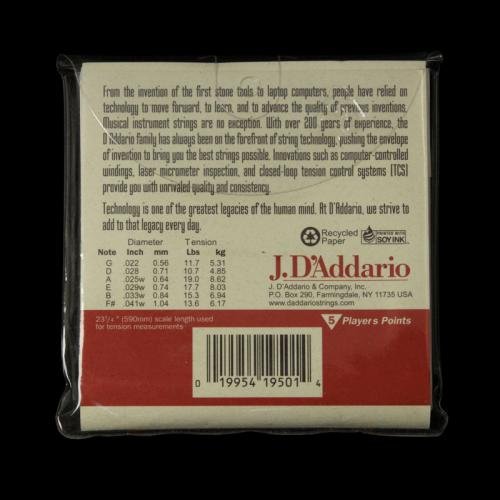 From the invention of the first stone tools to laptop computers, people have relied on
technology to move forward, to learn, and to advance the quality of previous inventions.
Musical instrument strings are no exception. With over 200 years of experience, the
D'Addario family has always been on the forefront of string technology, pushing the envelope
of invention to bring you the best strings possible. Innovations such as computer-controlled
windings, laser micrometer inspection, and closed-loop tension control systems (TCS)
provide you with unrivaled quality and consistency.
Technology is one of the greatest legacies of the human mind. At D'Addario, we strive to
add to that legacy every day.
Diameter Tension
Note Inch mm Lbs kg
G .022 0.56 11.7 5.31
D .028 0.71 10.7 4.85
A .025w 0.64 19.0 8.62
E .029w 0.74 17.7 8.03
B .033w 0.84 15.3 6.94
F# .041w 1.04 13.6 6.17
Recycled
Paper
PRINTED WITH
SOY INK
J.D'Addario
J. D'Addario & Company, Inc.
P.O. Box 290, Farmingdale, NY 11735 USA
www.daddariostrings.com
23 1/4 " (590mm) scale length used
for tension measurements
5 Player's Points
0 19954 19501 4